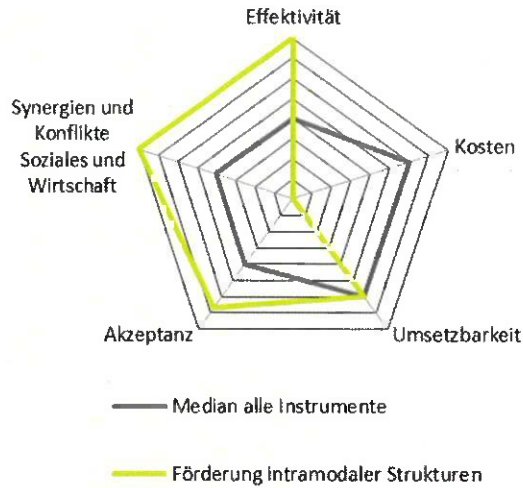 Effektivität
Synergien und
Konflikte
Soziales und
Wirtschaft
Kosten
Akzeptanz
Umsetzbarkeit
Median alle Instrumente
Förderung Intramodaler Strukturen